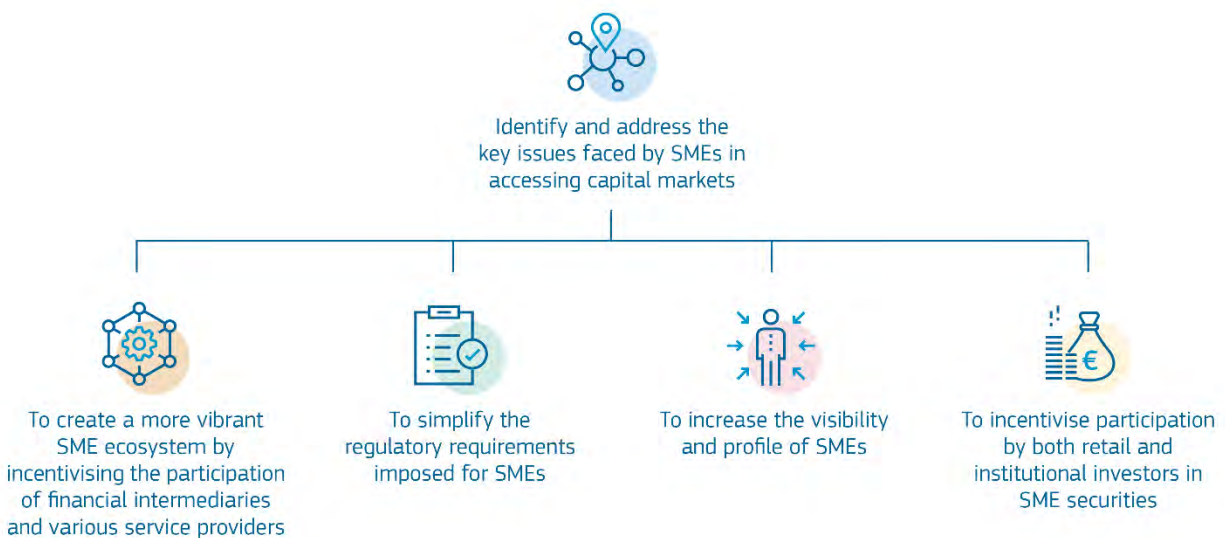 Identify and address the
key issues faced by SMEs in
accessing capital markets
To create a more vibrant
SME ecosystem by
incentivising the participation
of financial intermediaries
and various service providers
To simplify the
regulatory requirements
imposed for SMEs
To increase the visibility
and profile of SMEs
€
To incentivise participation
by both retail and
institutional investors in
SME securities